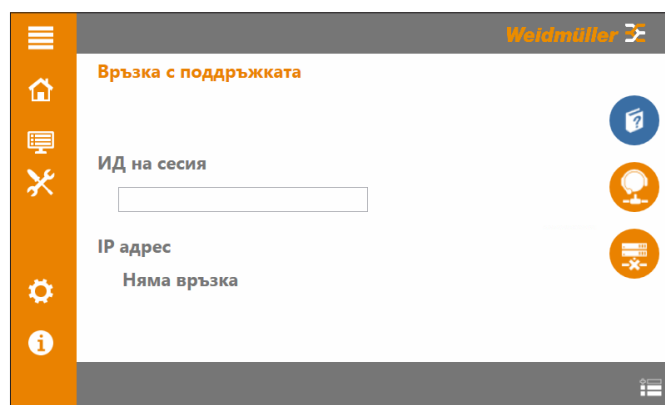 Weidmüller
Връзка с поддръжката
ИД на сесия
IP адрес
Няма връзка